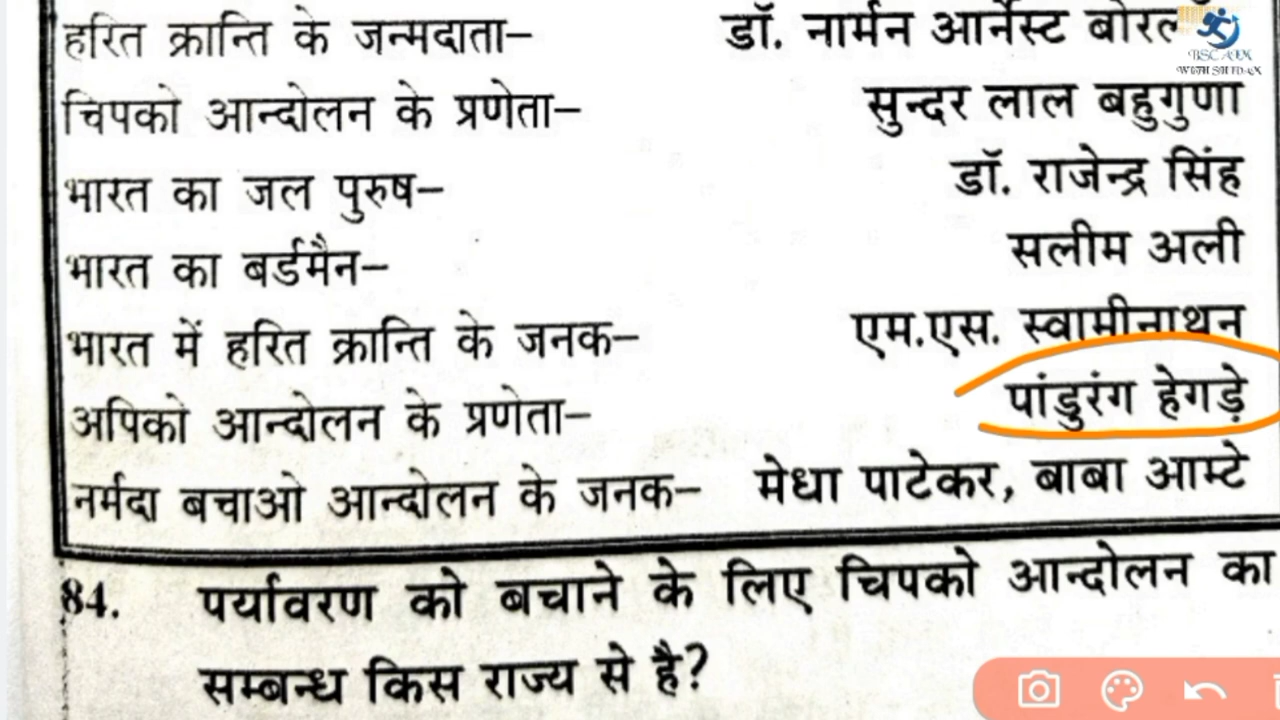 हरित क्रान्ति के जन्मदाता– डॉ. नार्मन आर्नेस्ट
चिपको आन्दोलन के प्रणेता– सुन्दर लाल बहुगुणा
भारत का जल पुरुष– डॉ. राजेन्द्र सिंह
भारत का बर्डमैन– सलीम अली
भारत में हरित क्रान्ति के जनक– एम.एस. स्वामीनाथन
अपिको आन्दोलन के प्रणेता– पांडुरंग हेगड़े
नर्मदा बचाओ आन्दोलन के जनक– मेधा पाटेकर, बाबा आम्टे
84. पर्यावरण को बचाने के लिए चिपको आन्दोलन का
सम्बन्ध किस राज्य से है?